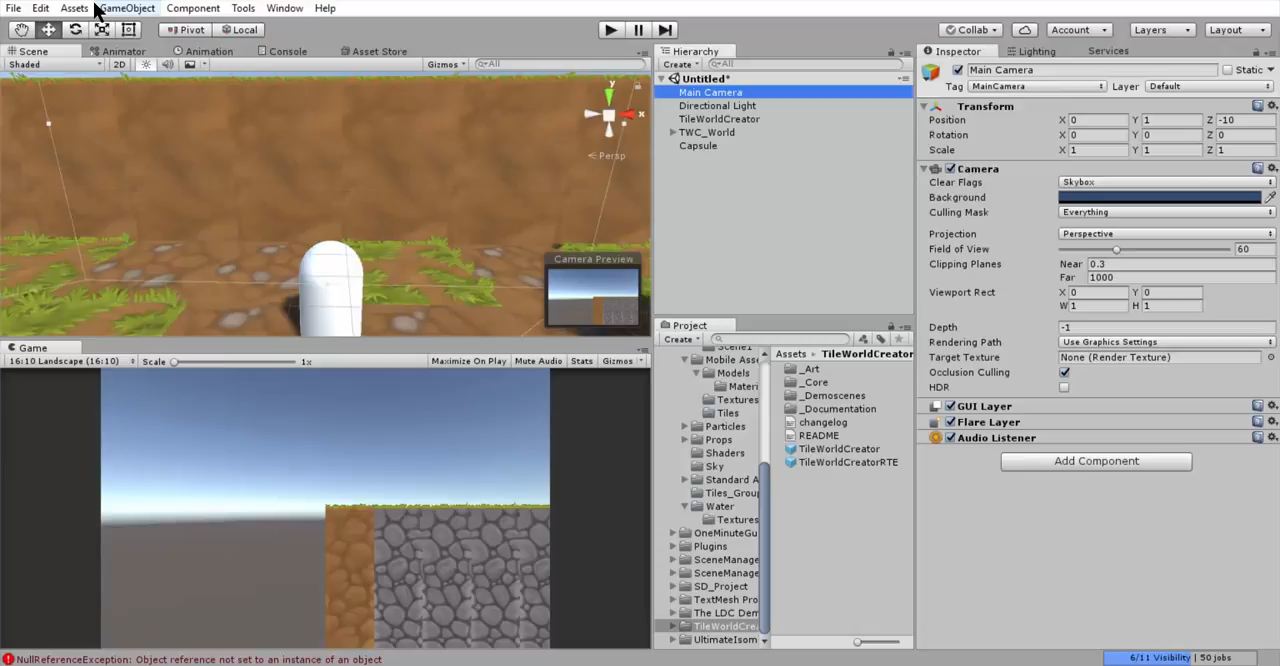 File Edit Assets GameObject Component Tools Window Help
Pivot Local Collab Account Layers Layout
Scene Animator Animation Console Asset Store
Shaded 2D Gizmos All
y
x
Persp
Camera Preview
Game
16:10 Landscape (16:10) Scale 1x Maximize On Play Mute Audio Stats Gizmos
Hierarchy
Create All
Untitled*
Main Camera
Directional Light
TileWorldCreator
TWC_World
Capsule
Project
Create
Scene1
Mobile Asse
Models
Materi
Textures
Tiles
Particles
Props
Shaders
Sky
Standard A
Tiles_Group
Water
Textures
OneMinuteGu
Plugins
SceneManage
SceneManage
SD_Project
TextMesh Pro
The LDC Dem
TileWorldCrea
UltimateIsom
Assets TileWorldCreator
_Art
_Core
_Demoscenes
_Documentation
changelog
README
TileWorldCreator
TileWorldCreatorRTE
Inspector Lighting Services
Main Camera Static
Tag MainCamera Layer Default
Transform
Position X 0 Y 1 Z -10
Rotation X 0 Y 0 Z 0
Scale X 1 Y 1 Z 1
Camera
Clear Flags Skybox
Background
Culling Mask Everything
Projection Perspective
Field of View 60
Clipping Planes Near 0.3
Far 1000
Viewport Rect X 0 Y 0
W 1 H 1
Depth -1
Rendering Path Use Graphics Settings
Target Texture None (Render Texture)
Occlusion Culling
HDR
GUI Layer
Flare Layer
Audio Listener
Add Component
NullReferenceException: Object reference not set to an instance of an object
6/11 Visibility | 50 jobs